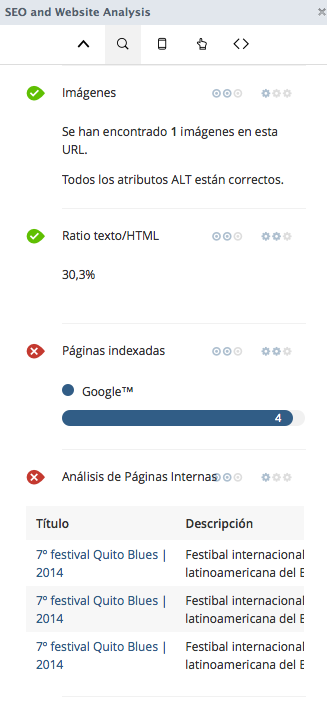 SEO and Website Analysis
Imágenes
Se han encontrado 1 imágenes en esta
URL.
Todos los atributos ALT están correctos.
Ratio texto/HTML
30,3%
Páginas indexadas
Google™
4
Análisis de Páginas Internas
Título Descripción
7º festival Quito Blues | Festibal internacional
2014 latinoamericana del
7º festival Quito Blues | Festibal internacional
2014 latinoamericana del
7º festival Quito Blues | Festibal internacional
2014 latinoamericana del